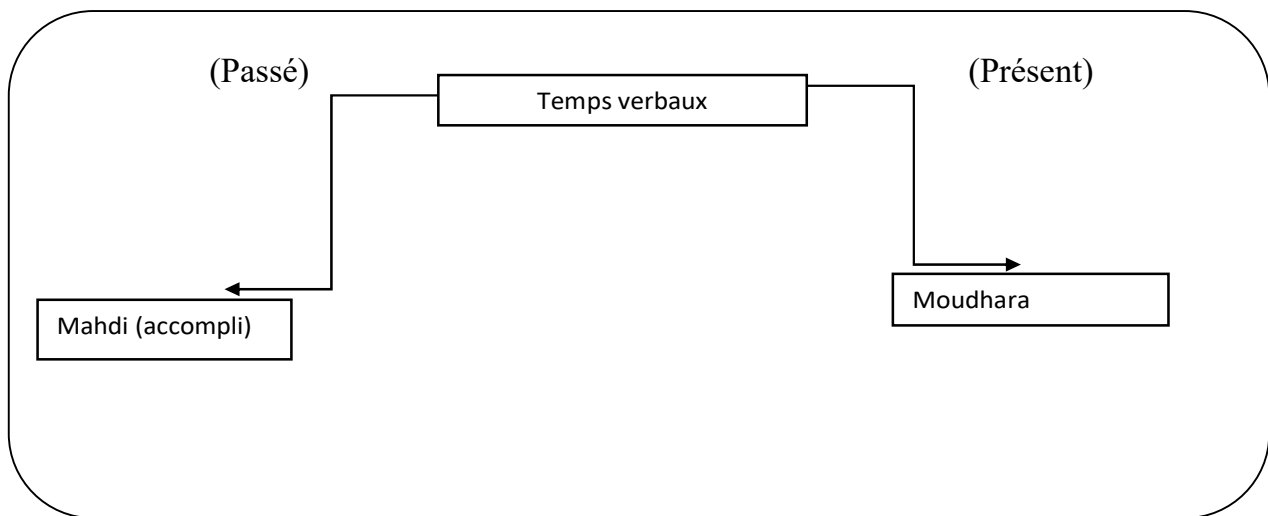 (Passé)
Temps verbaux
(Présent)
Mahdi (accompli)
Moudhara